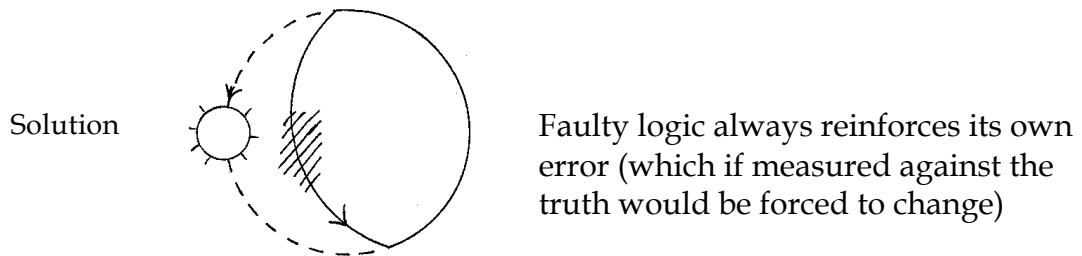 Solution
Faulty logic always reinforces its own
error (which if measured against the
truth would be forced to change)